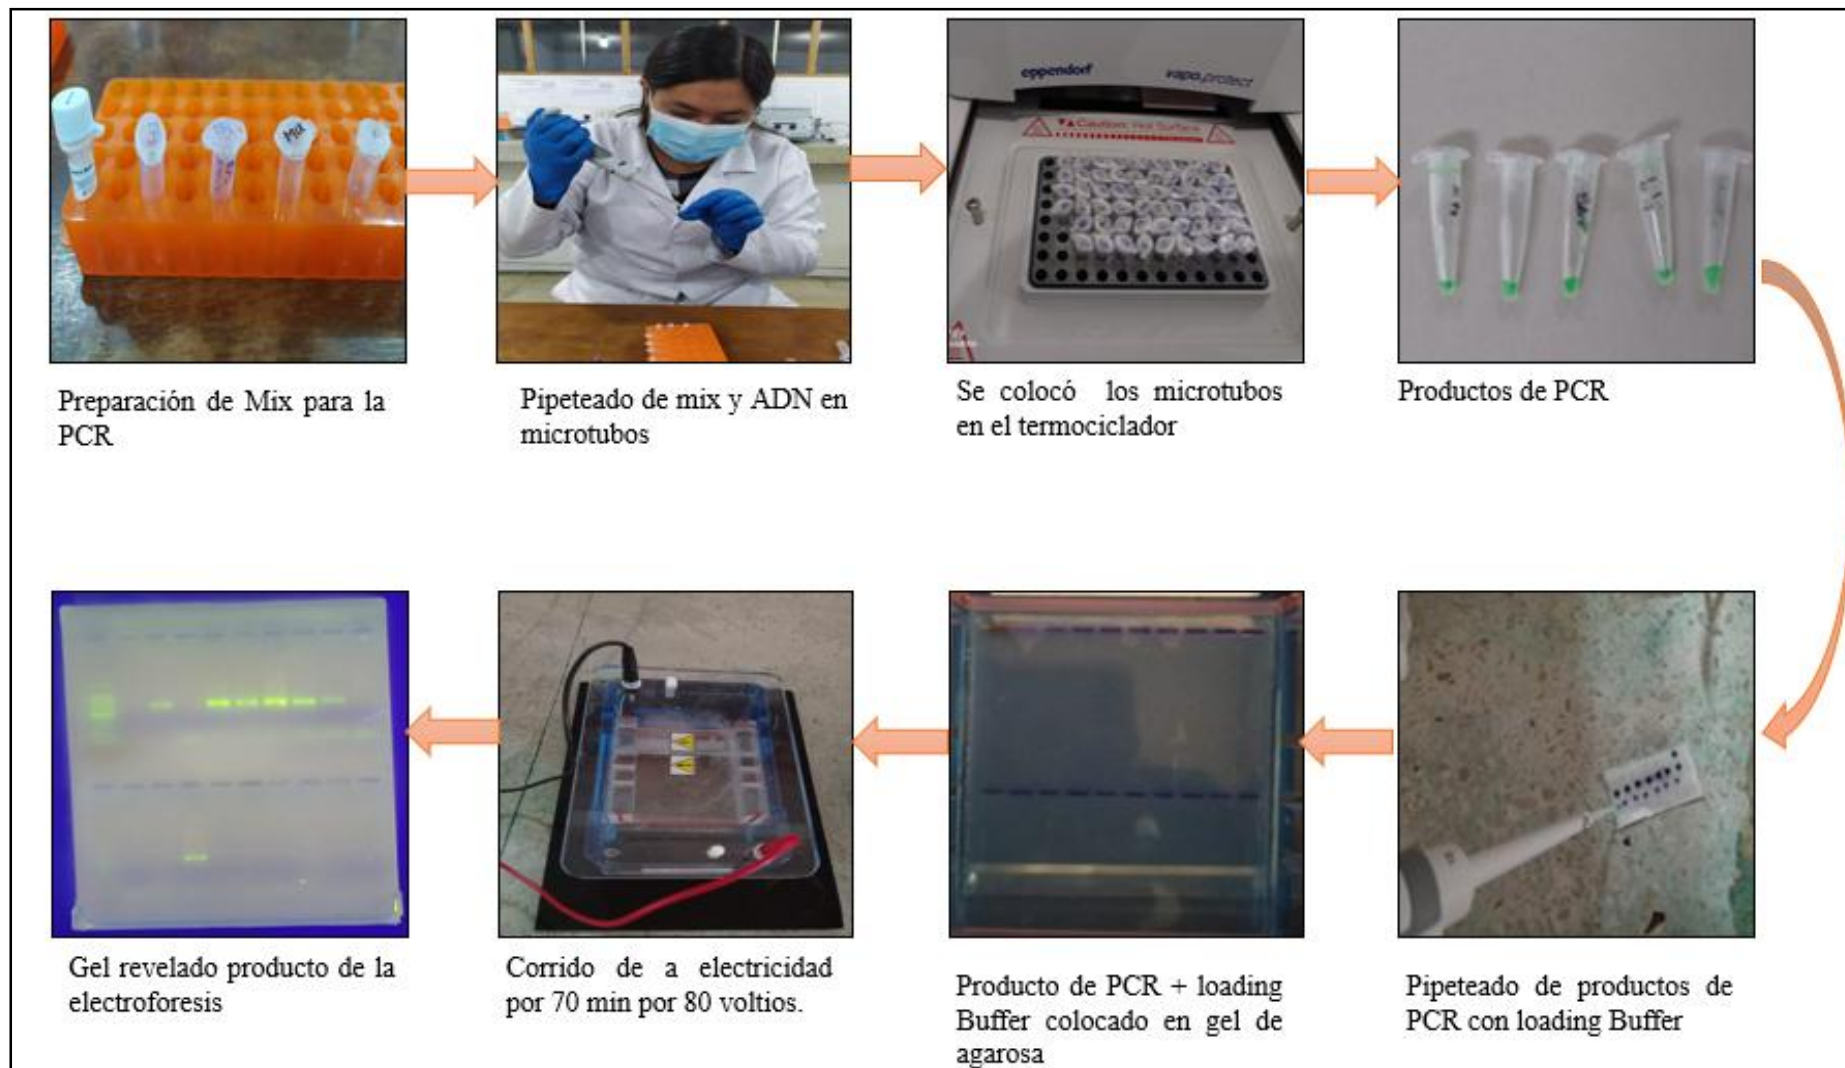 MIX
eppendorf
vapo.protect
Caution: Hot Surface
Preparación de Mix para la
PCR
Pipeteado de mix y ADN en
microtubos
Se colocó los microtubos
en el termociclador
Productos de PCR
Gel revelado producto de la
electroforesis
Corrido de a electricidad
por 70 min por 80 voltios.
Producto de PCR + loading
Buffer colocado en gel de
agarosa
Pipeteado de productos de
PCR con loading Buffer